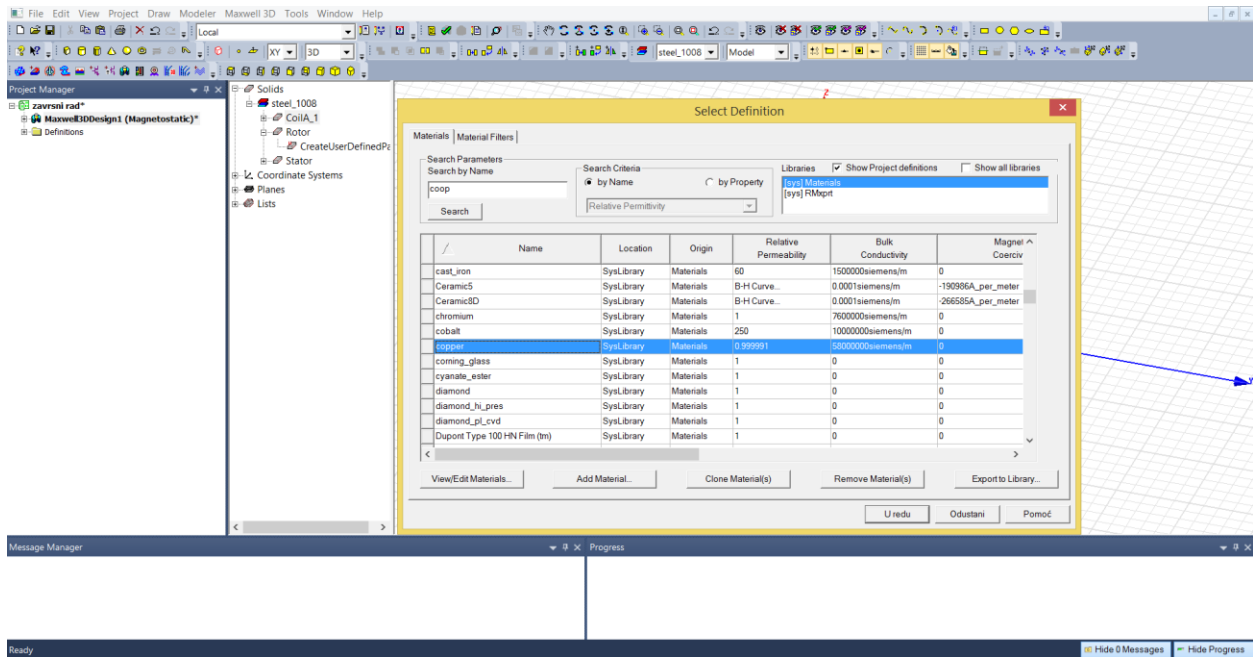 File Edit View Project Draw Modeler Maxwell 3D Tools Window Help
Local
XY
3D
steel_1008
Model
Project Manager
zavrsni rad*
Maxwell3DDesign1 (Magnetostatic)*
Definitions
Solids
steel_1008
CoilA_1
Rotor
CreateUserDefinedPa
Stator
Coordinate Systems
Planes
Lists
Select Definition
Materials Material Filters
Search Parameters
Search by Name
coop
Search
Search Criteria
by Name by Property
Relative Permittivity
Libraries Show Project definitions Show all libraries
[sys] Materials
[sys] RMxprt
/ Name Location Origin Relative Permeability Bulk Conductivity Magnet Coerciv
cast_iron SysLibrary Materials 60 1500000siemens/m 0
Ceramic5 SysLibrary Materials B-H Curve... 0.0001siemens/m -190986A_per_meter
Ceramic8D SysLibrary Materials B-H Curve... 0.0001siemens/m -266585A_per_meter
chromium SysLibrary Materials 1 7600000siemens/m 0
cobalt SysLibrary Materials 250 10000000siemens/m 0
copper SysLibrary Materials 0.999991 58000000siemens/m 0
corning_glass SysLibrary Materials 1 0 0
cyanate_ester SysLibrary Materials 1 0 0
diamond SysLibrary Materials 1 0 0
diamond_hi_pres SysLibrary Materials 1 0 0
diamond_pl_cvd SysLibrary Materials 1 0 0
Dupont Type 100 HN Film (tm) SysLibrary Materials 1 0 0
View/Edit Materials... Add Material... Clone Material(s) Remove Material(s) Export to Library...
U redu Odustani Pomoć
Message Manager
Progress
Ready
Hide 0 Messages Hide Progress